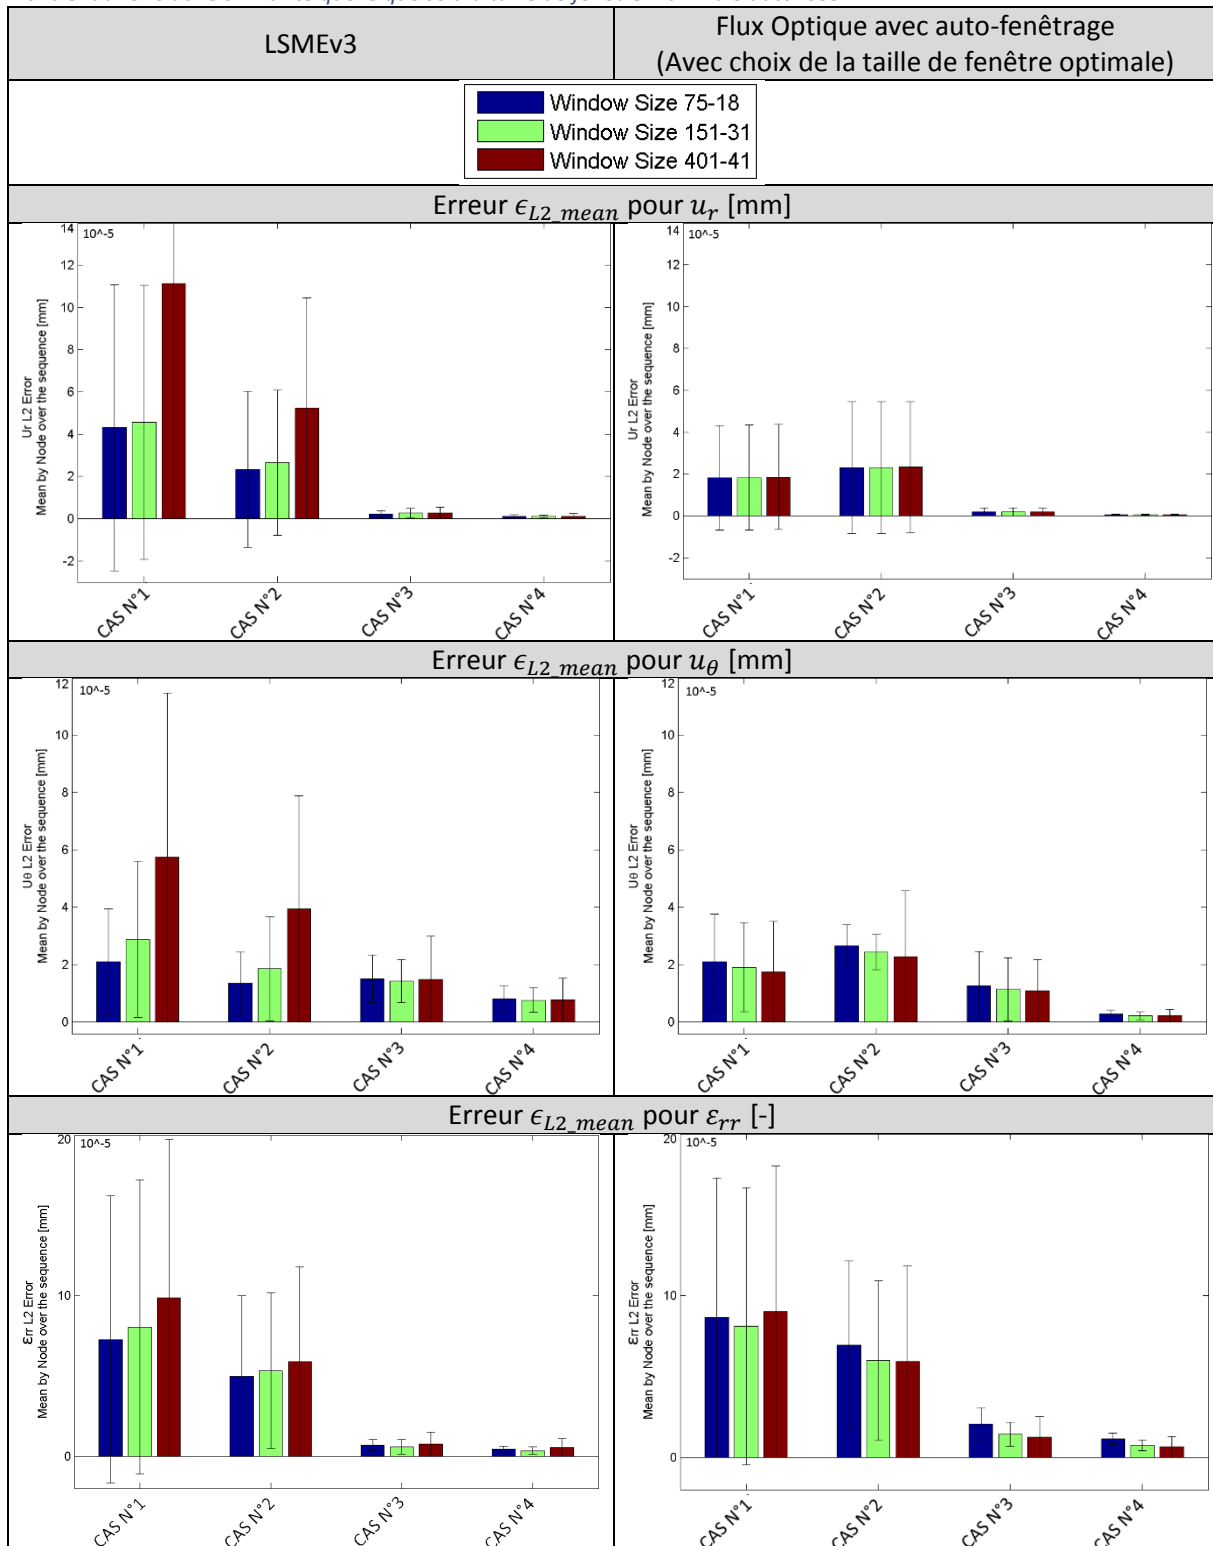 LSMEv3
Flux Optique avec auto-fenêtrage
(Avec choix de la taille de fenêtre optimale)
Window Size 75-18
Window Size 151-31
Window Size 401-41
Erreur ϵ_L2_mean pour u_r [mm]
14
10^-5
12
10
8
6
4
2
0
-2
Ur L2 Error
Mean by Node over the sequence [mm]
CAS N°1
CAS N°2
CAS N°3
CAS N°4
14
10^-5
12
10
8
6
4
2
0
-2
Ur L2 Error
Mean by Node over the sequence [mm]
CAS N°1
CAS N°2
CAS N°3
CAS N°4
Erreur ϵ_L2_mean pour u_θ [mm]
12
10^-5
10
8
6
4
2
0
Uθ L2 Error
Mean by Node over the sequence [mm]
CAS N°1
CAS N°2
CAS N°3
CAS N°4
12
10^-5
10
8
6
4
2
0
Uθ L2 Error
Mean by Node over the sequence [mm]
CAS N°1
CAS N°2
CAS N°3
CAS N°4
Erreur ϵ_L2_mean pour ε_rr [-]
20
10^-5
10
0
εrr L2 Error
Mean by Node over the sequence [mm]
CAS N°1
CAS N°2
CAS N°3
CAS N°4
20
10^-5
10
0
εrr L2 Error
Mean by Node over the sequence [mm]
CAS N°1
CAS N°2
CAS N°3
CAS N°4